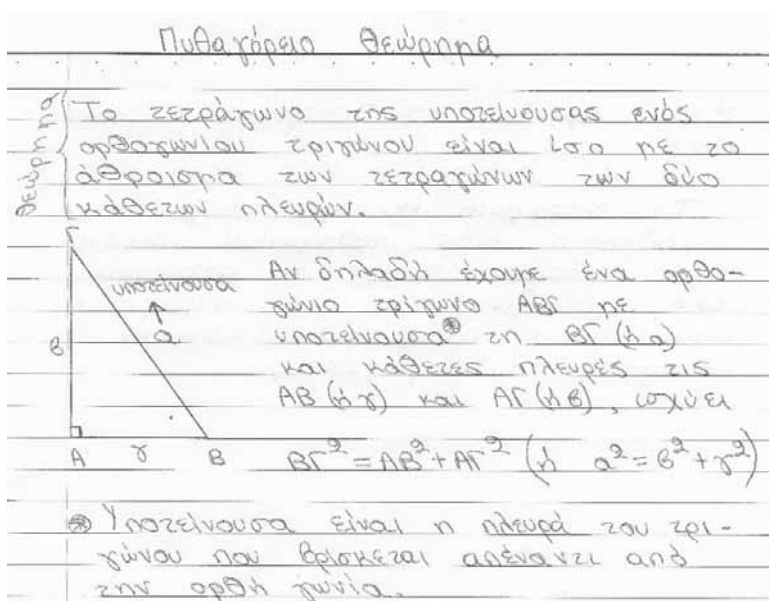 Πυθαγόρειο Θεώρημα
Θεώρημα
Το τετράγωνο της υποτείνουσας ενός
ορθογωνίου τριγώνου είναι ίσο με το
άθροισμα των τετραγώνων των δύο
κάθετων πλευρών.
Γ
υποτείνουσα
α
β
Α γ Β
Αν δηλαδή έχουμε ένα ορθο-
γώνιο τρίγωνο ΑΒΓ με
υποτείνουσα⊛ τη ΒΓ (ή α)
και κάθετες πλευρές τις
ΑΒ (ή γ) και ΑΓ (ή β), ισχύει
ΒΓ² = ΑΒ² + ΑΓ² (ή α² = β² + γ²)
⊛ Υποτείνουσα είναι η πλευρά του τρι-
γώνου που βρίσκεται απέναντι από
την ορθή γωνία.